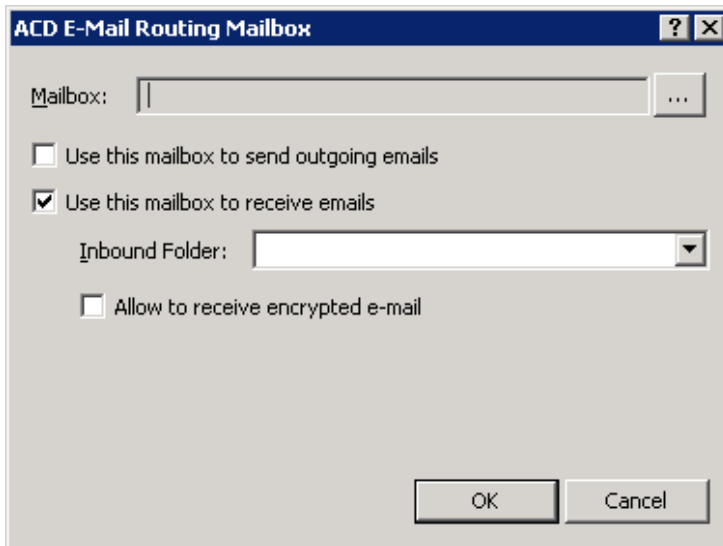 ACD E-Mail Routing Mailbox
Mailbox:
...
Use this mailbox to send outgoing emails
Use this mailbox to receive emails
Inbound Folder:
Allow to receive encrypted e-mail
OK Cancel